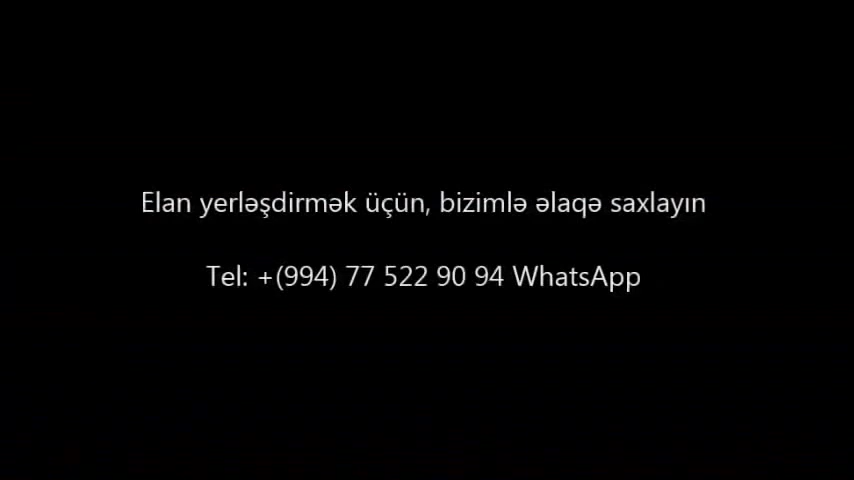 Elan yerləşdirmək üçün, bizimlə əlaqə saxlayın
Tel: +(994) 77 522 90 94 WhatsApp